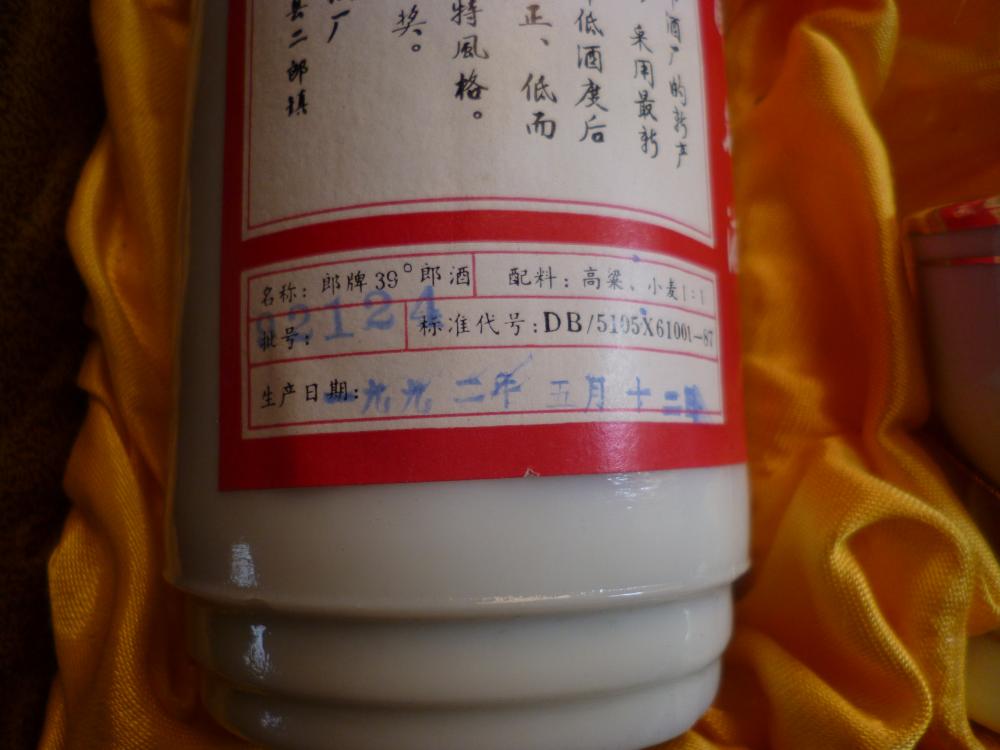 酒厂的新产
采用最新
低酒度后
正、低而
特風格。
奖。
厂
县二郎镇
名称：郎牌39°郎酒
配料：高粱、小麦1:1
批号：92124
标准代号：DB/5105X61001-87
生产日期：一九九二年五月十二日